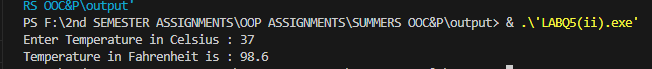 RS OOC&P\output'
PS F:\2nd SEMESTER ASSIGNMENTS\OOP ASSIGNMENTS\SUMMERS OOC&P\output> & .\'LABQ5(ii).exe'
Enter Temperature in Celsius : 37
Temperature in Fahrenheit is : 98.6